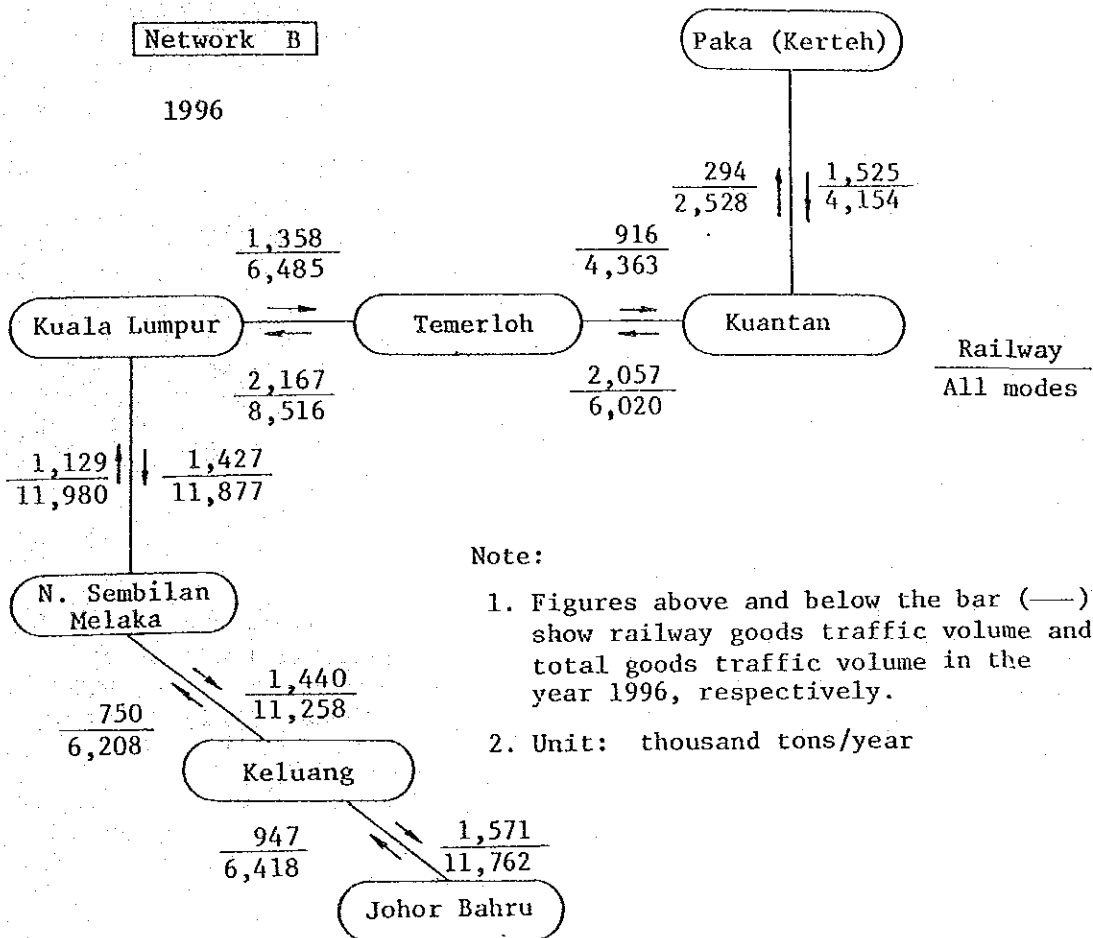 Network B
1996
Paka (Kerteh)
294
2,528
1,525
4,154
1,358
6,485
916
4,363
Kuala Lumpur
Temerloh
Kuantan
2,167
8,516
2,057
6,020
Railway
All modes
1,129
11,980
1,427
11,877
N. Sembilan
Melaka
Note:
1. Figures above and below the bar (——)
show railway goods traffic volume and
total goods traffic volume in the
year 1996, respectively.
2. Unit: thousand tons/year
1,440
11,258
750
6,208
Keluang
947
6,418
1,571
11,762
Johor Bahru